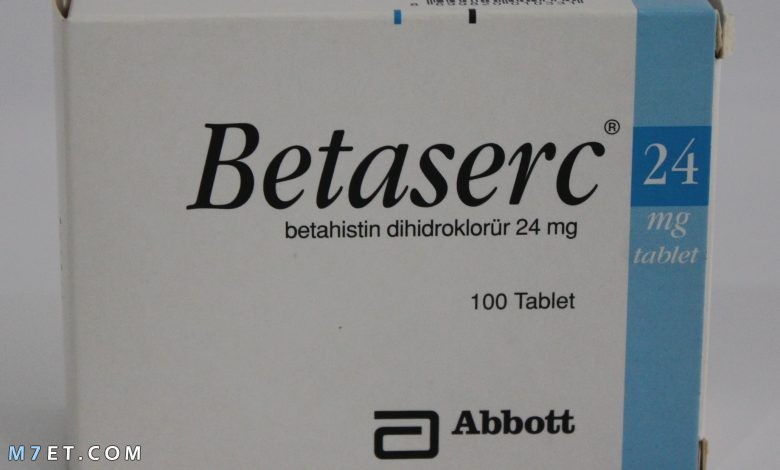 Betaserc®
betahistin dihidroklorür 24 mg
100 Tablet
Abbott
24
mg
tablet
M7ET.COM